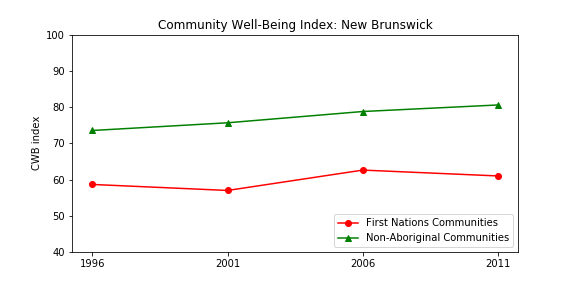 Community Well-Being Index: New Brunswick
100
90
80
70
60
50
40
CWB index
1996
2001
2006
2011
First Nations Communities
Non-Aboriginal Communities